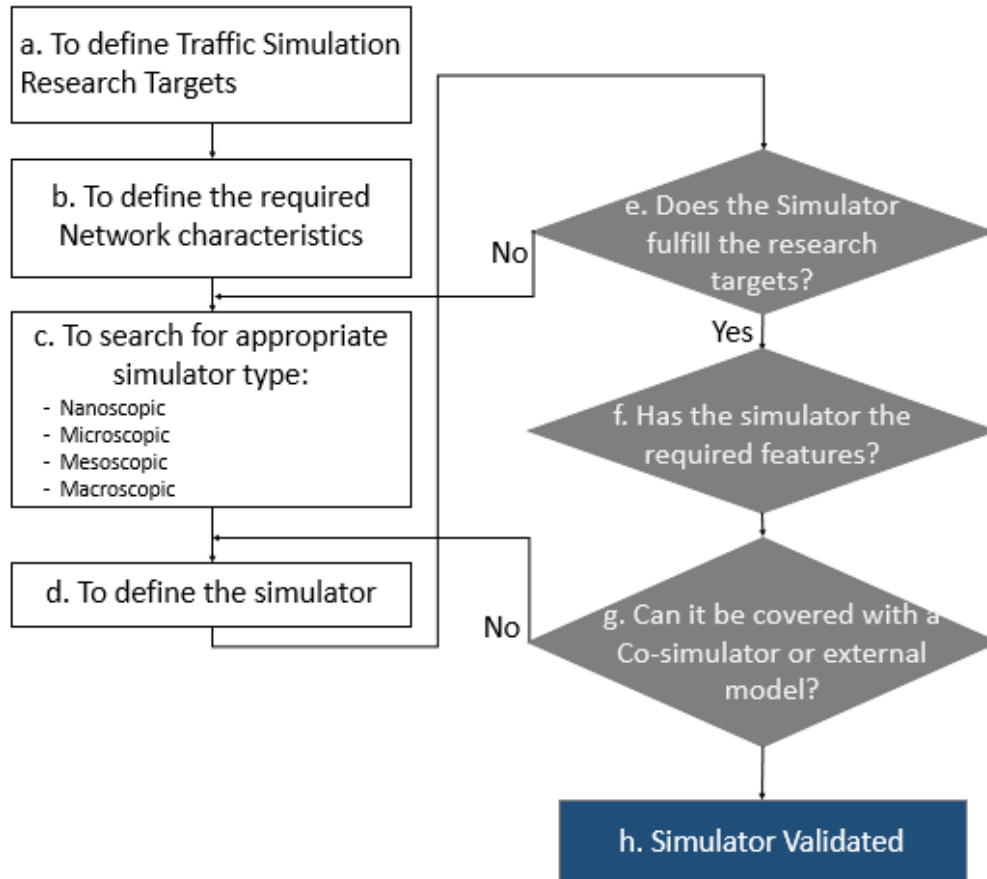 a. To define Traffic Simulation
Research Targets
b. To define the required
Network characteristics
c. To search for appropriate
simulator type:
- Nanoscopic
- Microscopic
- Mesoscopic
- Macroscopic
d. To define the simulator
e. Does the Simulator
fulfill the research
targets?
No
Yes
f. Has the simulator the
required features?
g. Can it be covered with a
Co-simulator or external
model?
No
h. Simulator Validated